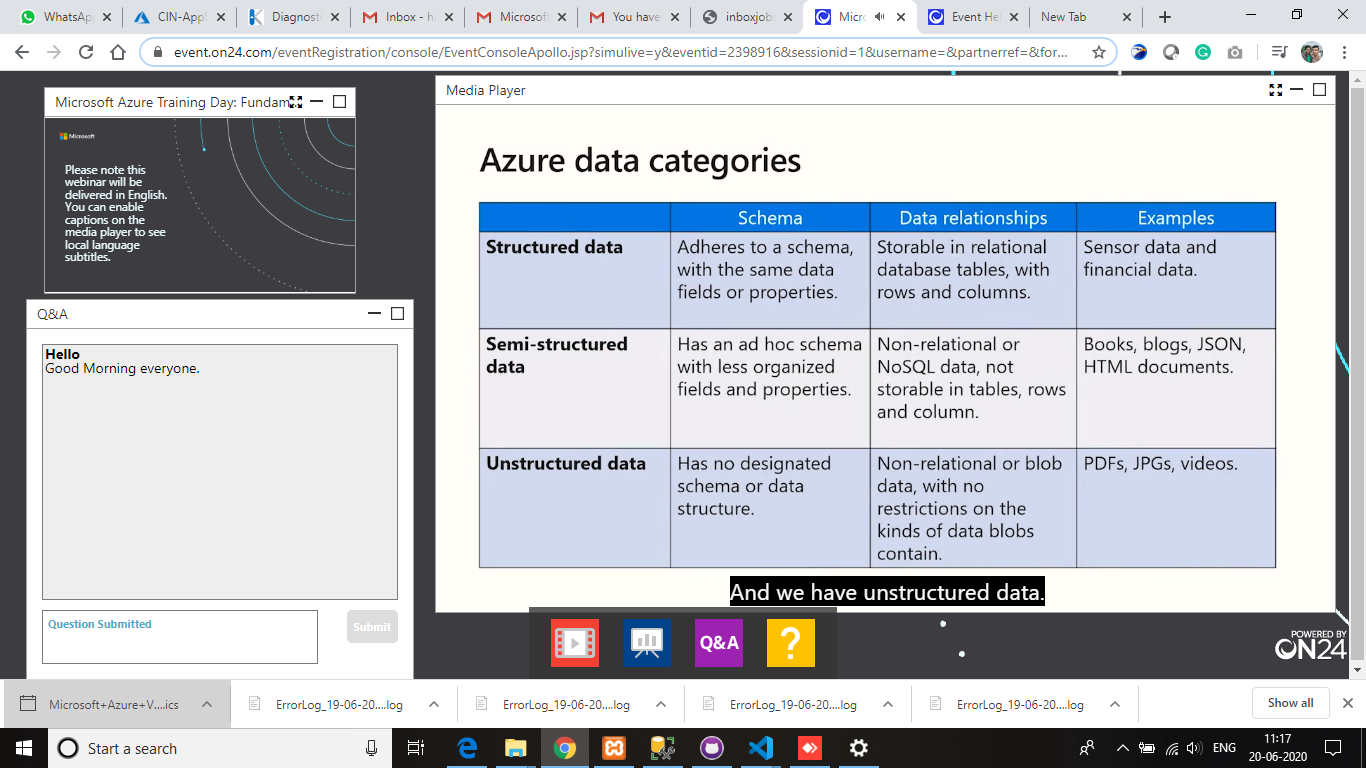 WhatsAp
CIN-AppS
Diagnost
Inbox - h
Microsof
You have
inboxjobs
Micro
Event Hel
New Tab
event.on24.com/eventRegistration/console/EventConsoleApollo.jsp?simulive=y&eventid=2398916&sessionid=1&username=&partnerref=&for...
Microsoft Azure Training Day: Fundam...
Microsoft
Please note this
webinar will be
delivered in English.
You can enable
captions on the
media player to see
local language
subtitles.
Q&A
Hello
Good Morning everyone.
Question Submitted
Submit
Media Player
Azure data categories
Schema
Data relationships
Examples
Structured data
Adheres to a schema,
with the same data
fields or properties.
Storable in relational
database tables, with
rows and columns.
Sensor data and
financial data.
Semi-structured
data
Has an ad hoc schema
with less organized
fields and properties.
Non-relational or
NoSQL data, not
storable in tables, rows
and column.
Books, blogs, JSON,
HTML documents.
Unstructured data
Has no designated
schema or data
structure.
Non-relational or blob
data, with no
restrictions on the
kinds of data blobs
contain.
PDFs, JPGs, videos.
And we have unstructured data.
Q&A
?
POWERED BY
ON24
Microsoft+Azure+V....ics
ErrorLog_19-06-20....log
ErrorLog_19-06-20....log
ErrorLog_19-06-20....log
ErrorLog_19-06-20....log
Show all
Start a search
ENG
11:17
20-06-2020